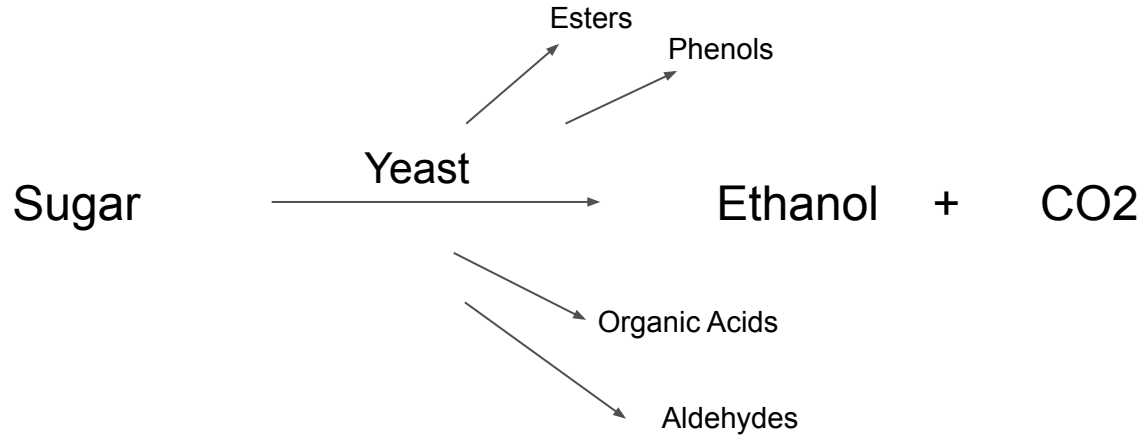 Esters
Phenols
Yeast
Sugar
Ethanol + CO2
Organic Acids
Aldehydes